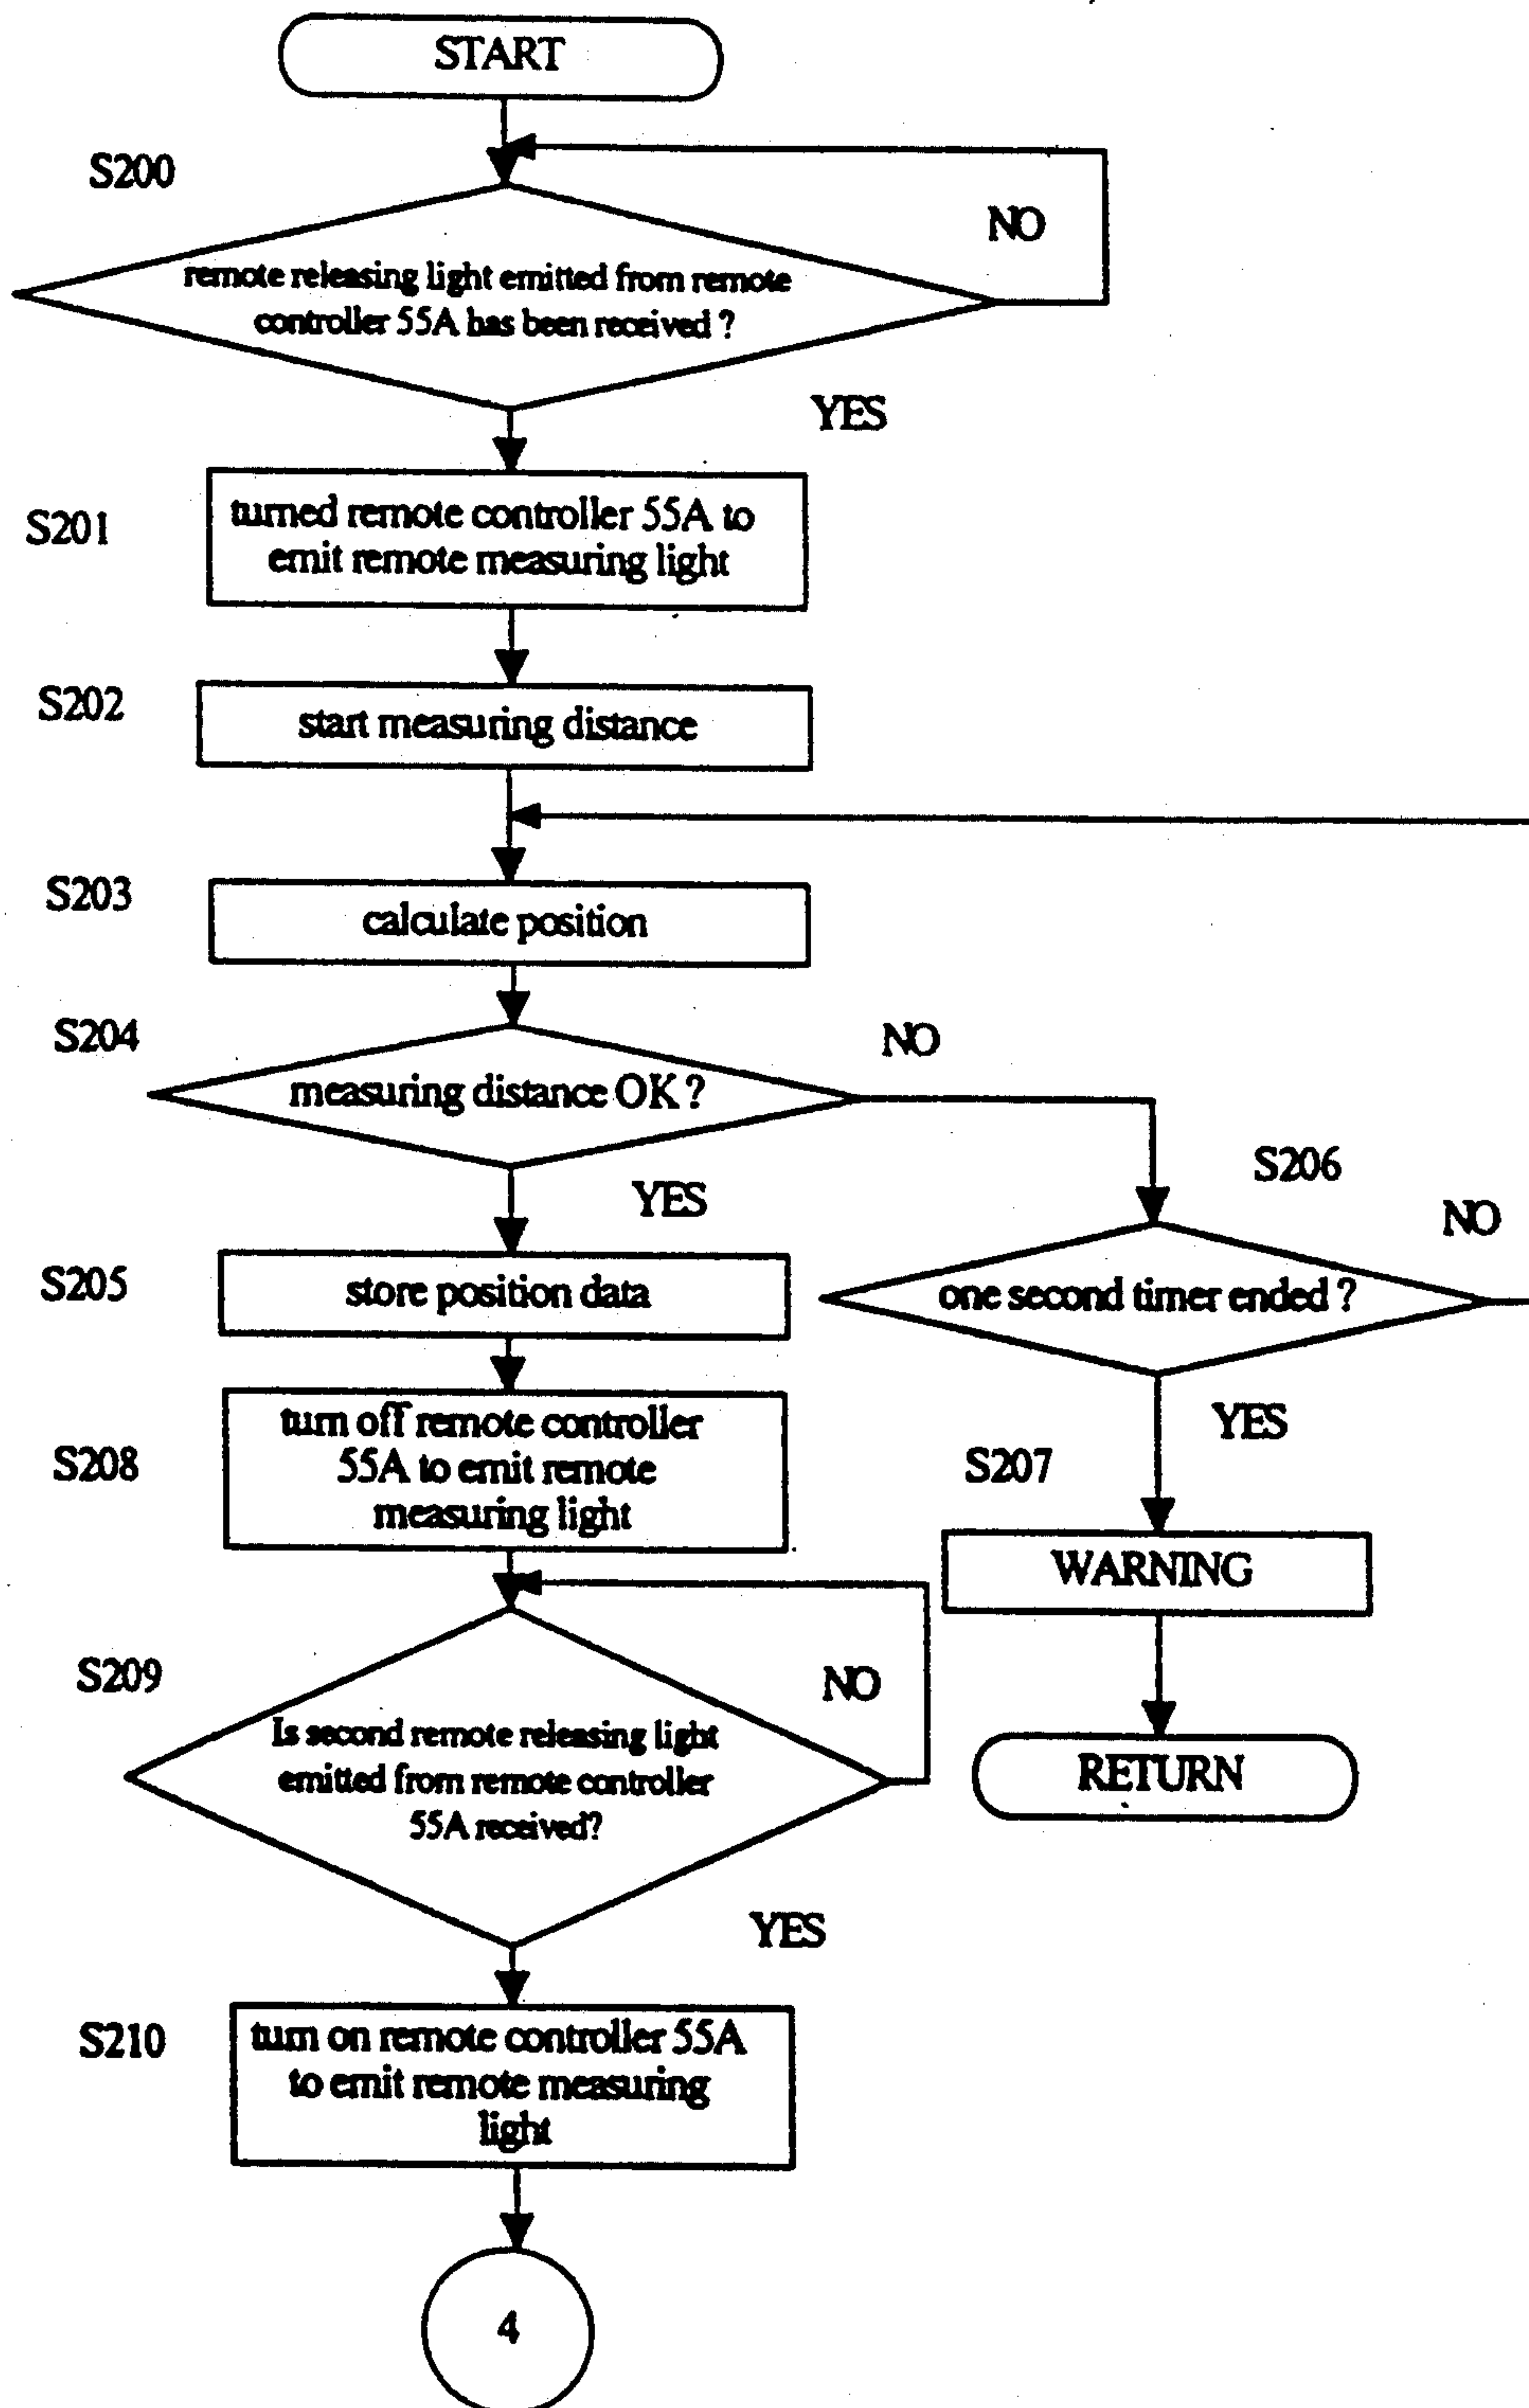 START
S200
NO
remote releasing light emitted from remote
controller 55A has been received ?
YES
S201
turned remote controller 55A to
emit remote measuring light
S202
start measuring distance
S203
calculate position
S204
NO
measuring distance OK ?
S206
YES
NO
S205
store position data
one second timer ended ?
S208
turn off remote controller
55A to emit remote
measuring light
YES
S207
WARNING
S209
NO
Is second remote releasing light
emitted from remote controller
55A received?
RETURN
YES
S210
turn on remote controller 55A
to emit remote measuring
light
4